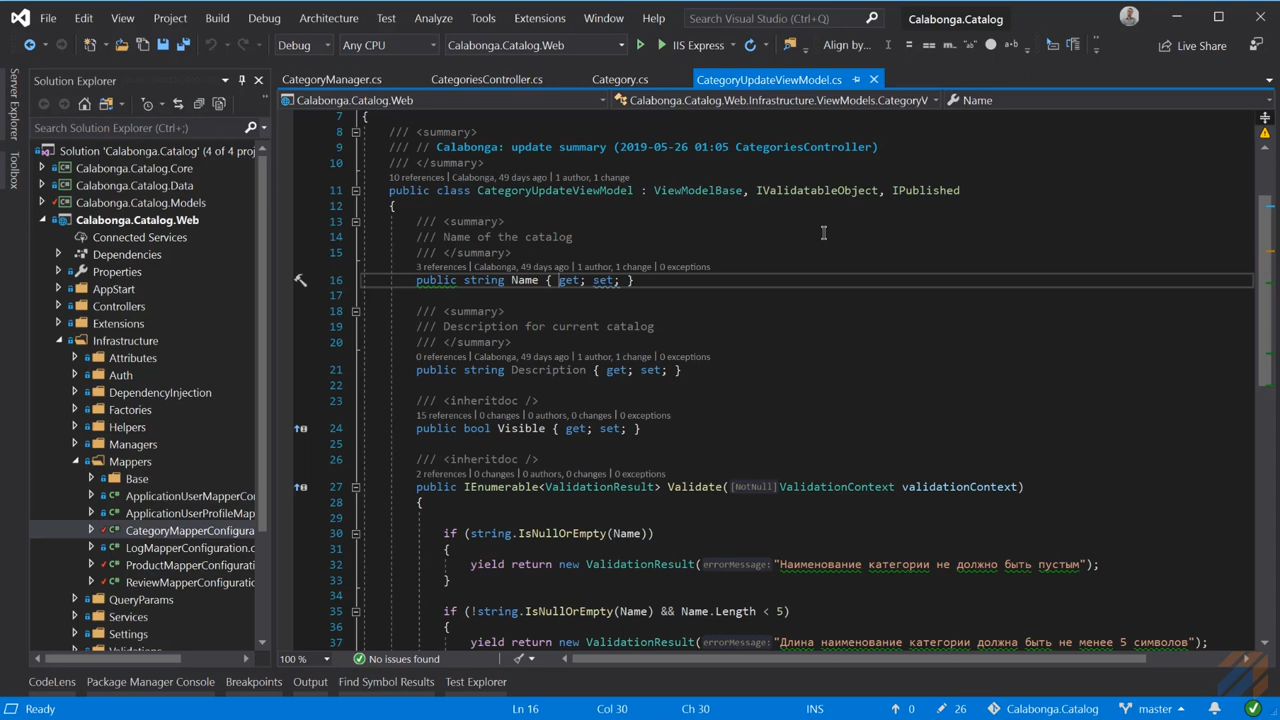 File Edit View Project Build Debug Architecture Test Analyze Tools Extensions Window Help Search Visual Studio (Ctrl+Q) Calabonga.Catalog
Debug Any CPU Calabonga.Catalog.Web IIS Express Align by... Live Share
Server Explorer
Toolbox
Solution Explorer
Search Solution Explorer (Ctrl+;)
Solution 'Calabonga.Catalog' (4 of 4 proj
Calabonga.Catalog.Core
Calabonga.Catalog.Data
Calabonga.Catalog.Models
Calabonga.Catalog.Web
Connected Services
Dependencies
Properties
AppStart
Controllers
Extensions
Infrastructure
Attributes
Auth
DependencyInjection
Factories
Helpers
Managers
Mappers
Base
ApplicationUserMapperCo
ApplicationUserProfileMap
CategoryMapperConfigura
LogMapperConfiguration.c
ProductMapperConfigurati
ReviewMapperConfiguratio
QueryParams
Services
Settings
CategoryManager.cs CategoriesController.cs Category.cs CategoryUpdateViewModel.cs
Calabonga.Catalog.Web Calabonga.Catalog.Web.Infrastructure.ViewModels.CategoryV Name
7 {
8 /// <summary>
9 /// // Calabonga: update summary (2019-05-26 01:05 CategoriesController)
10 /// </summary>
10 references | Calabonga, 49 days ago | 1 author, 1 change
11 public class CategoryUpdateViewModel : ViewModelBase, IValidatableObject, IPublished
12 {
13 /// <summary>
14 /// Name of the catalog
15 /// </summary>
3 references | Calabonga, 49 days ago | 1 author, 1 change | 0 exceptions
16 public string Name { get; set; }
17
18 /// <summary>
19 /// Description for current catalog
20 /// </summary>
0 references | Calabonga, 49 days ago | 1 author, 1 change | 0 exceptions
21 public string Description { get; set; }
22
23 /// <inheritdoc />
15 references | 0 changes | 0 authors, 0 changes | 0 exceptions
24 public bool Visible { get; set; }
25
26 /// <inheritdoc />
2 references | 0 changes | 0 authors, 0 changes | 0 exceptions
27 public IEnumerable<ValidationResult> Validate([NotNull]ValidationContext validationContext)
28 {
29
30 if (string.IsNullOrEmpty(Name))
31 {
32 yield return new ValidationResult(errorMessage:"Наименование категории не должно быть пустым");
33 }
34
35 if (!string.IsNullOrEmpty(Name) && Name.Length < 5)
36 {
37 yield return new ValidationResult(errorMessage:"Длина наименование категории должна быть не менее 5 символов");
100 % No issues found
CodeLens Package Manager Console Breakpoints Output Find Symbol Results Test Explorer
Ready Ln 16 Col 30 Ch 30 INS 0 26 Calabonga.Catalog master